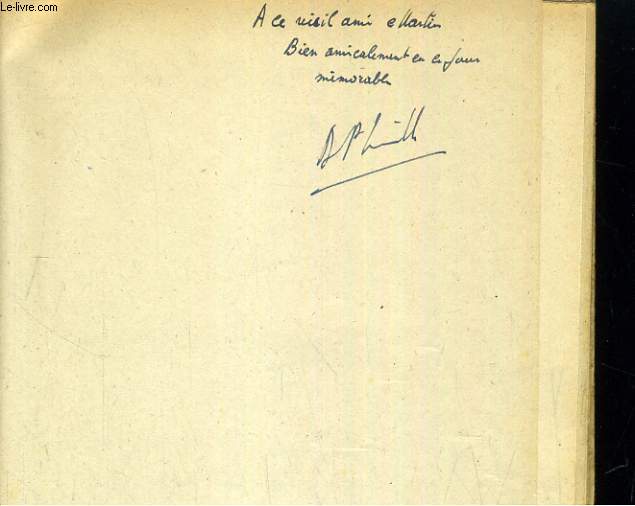 Le-livre.com
A ce vieil ami Martin
Bien amicalement en ce jour
mémorable